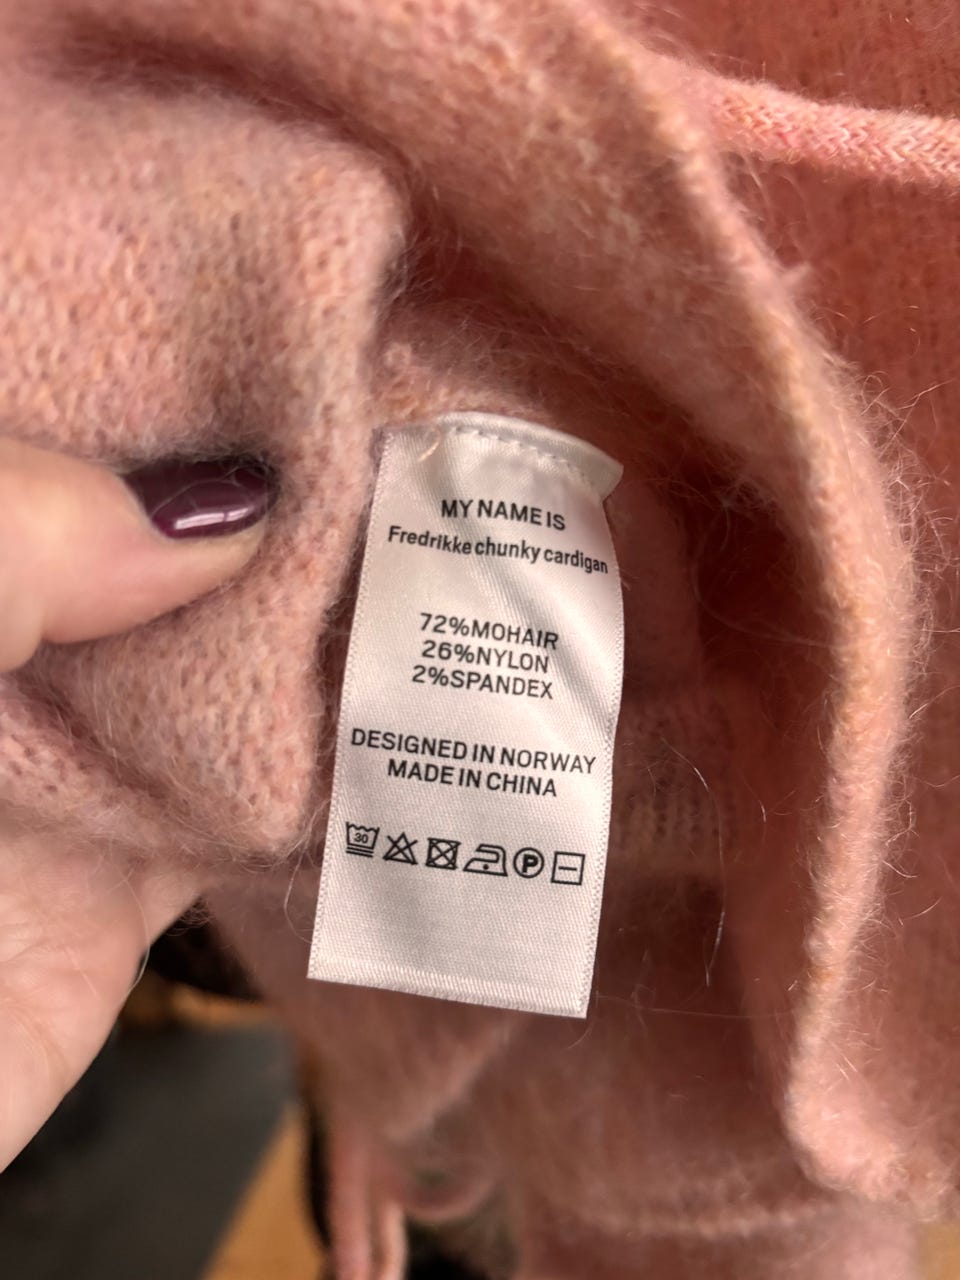 MY NAME IS
Fredrikke chunky cardigan
72%MOHAIR
26%NYLON
2%SPANDEX
DESIGNED IN NORWAY
MADE IN CHINA
30 P